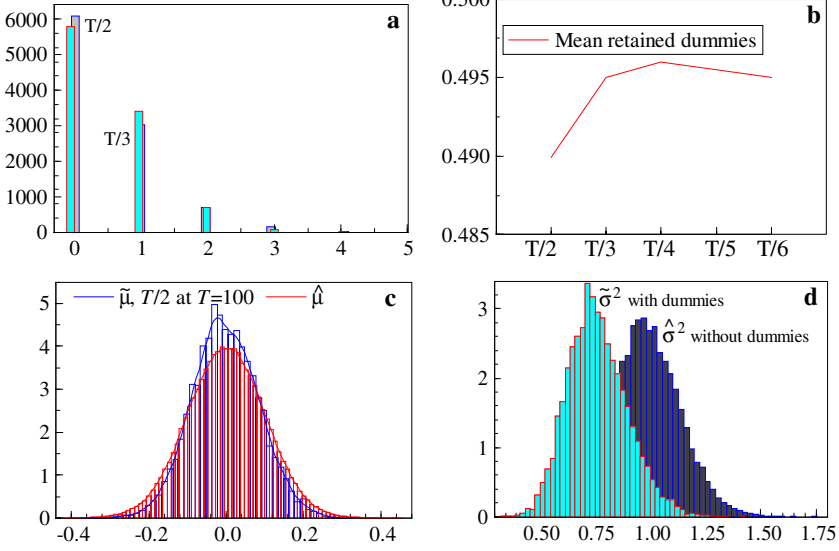 6000
5000
4000
3000
2000
1000
0
T/2
T/3
a
0 1 2 3 4 5
0.500
0.495
0.490
0.485
b
Mean retained dummies
T/2 T/3 T/4 T/5 T/6
5
4
3
2
1
0
μ̃, T/2 at T=100
μ̂
c
-0.4 -0.2 0.0 0.2 0.4
3
2
1
0
d
σ̃² with dummies
σ̂² without dummies
0.50 0.75 1.00 1.25 1.50 1.75